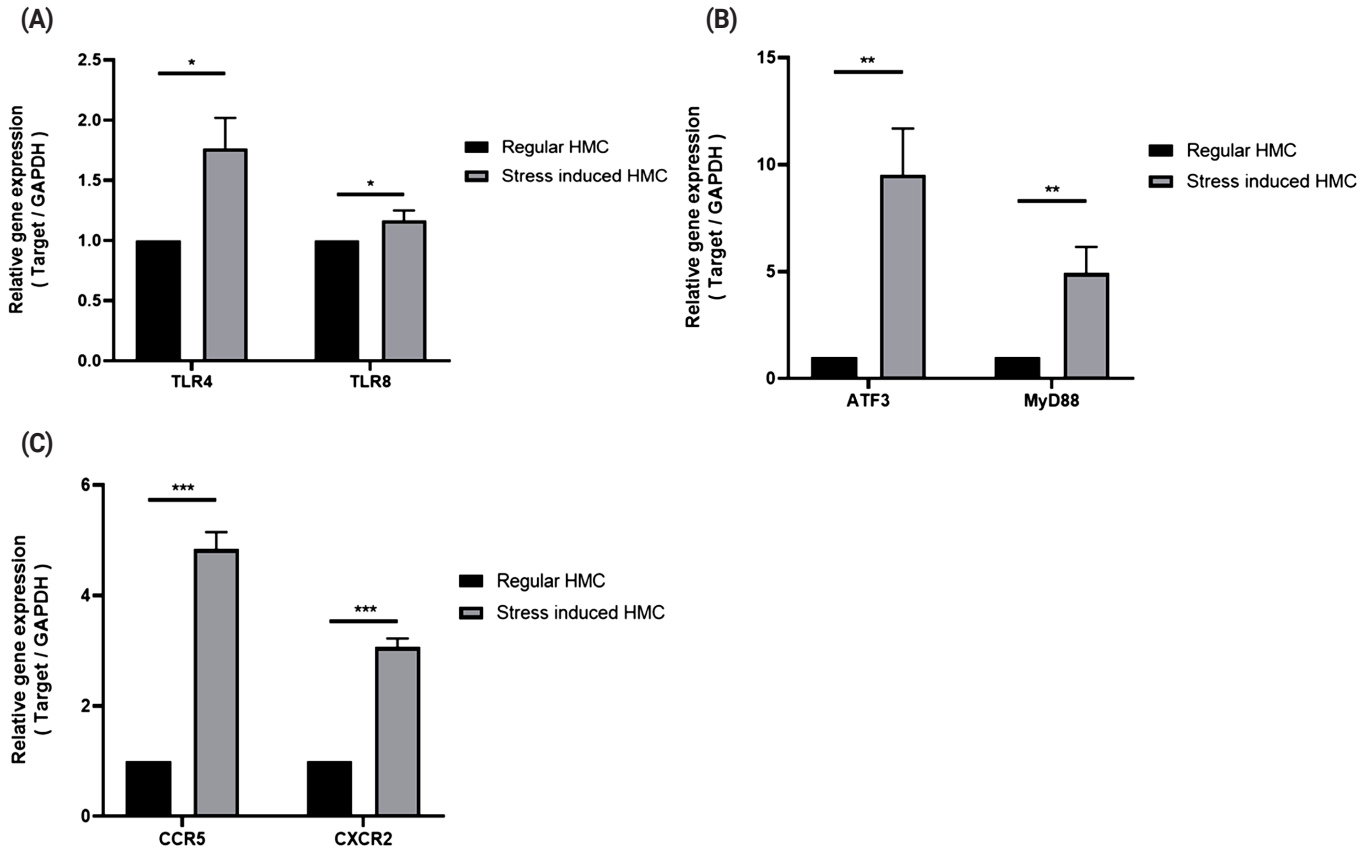 (A)
Relative gene expression
( Target / GAPDH )
2.5
2.0
1.5
1.0
0.5
0.0
*
*
TLR4
TLR8
Regular HMC
Stress induced HMC
(B)
Relative gene expression
( Target / GAPDH )
15
10
5
0
**
**
ATF3
MyD88
Regular HMC
Stress induced HMC
(C)
Relative gene expression
( Target / GAPDH )
6
4
2
0
***
***
CCR5
CXCR2
Regular HMC
Stress induced HMC